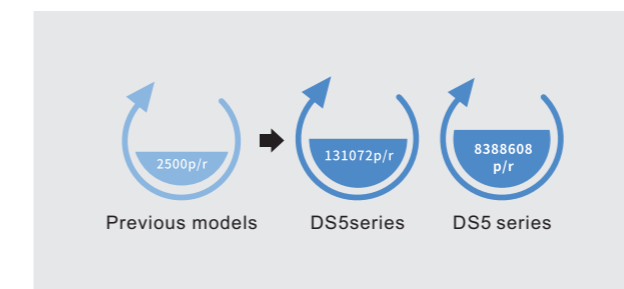 2500p/r
131072p/r
8388608
p/r
Previous models
DS5series
DS5 series